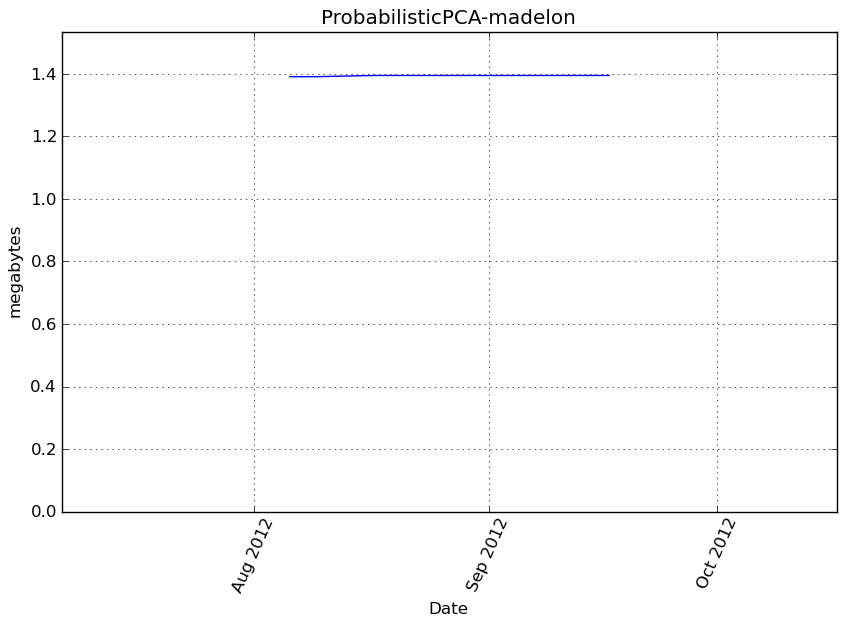 ProbabilisticPCA-madelon
1.4
1.2
1.0
0.8
0.6
0.4
0.2
0.0
megabytes
Aug 2012
Sep 2012
Oct 2012
Date